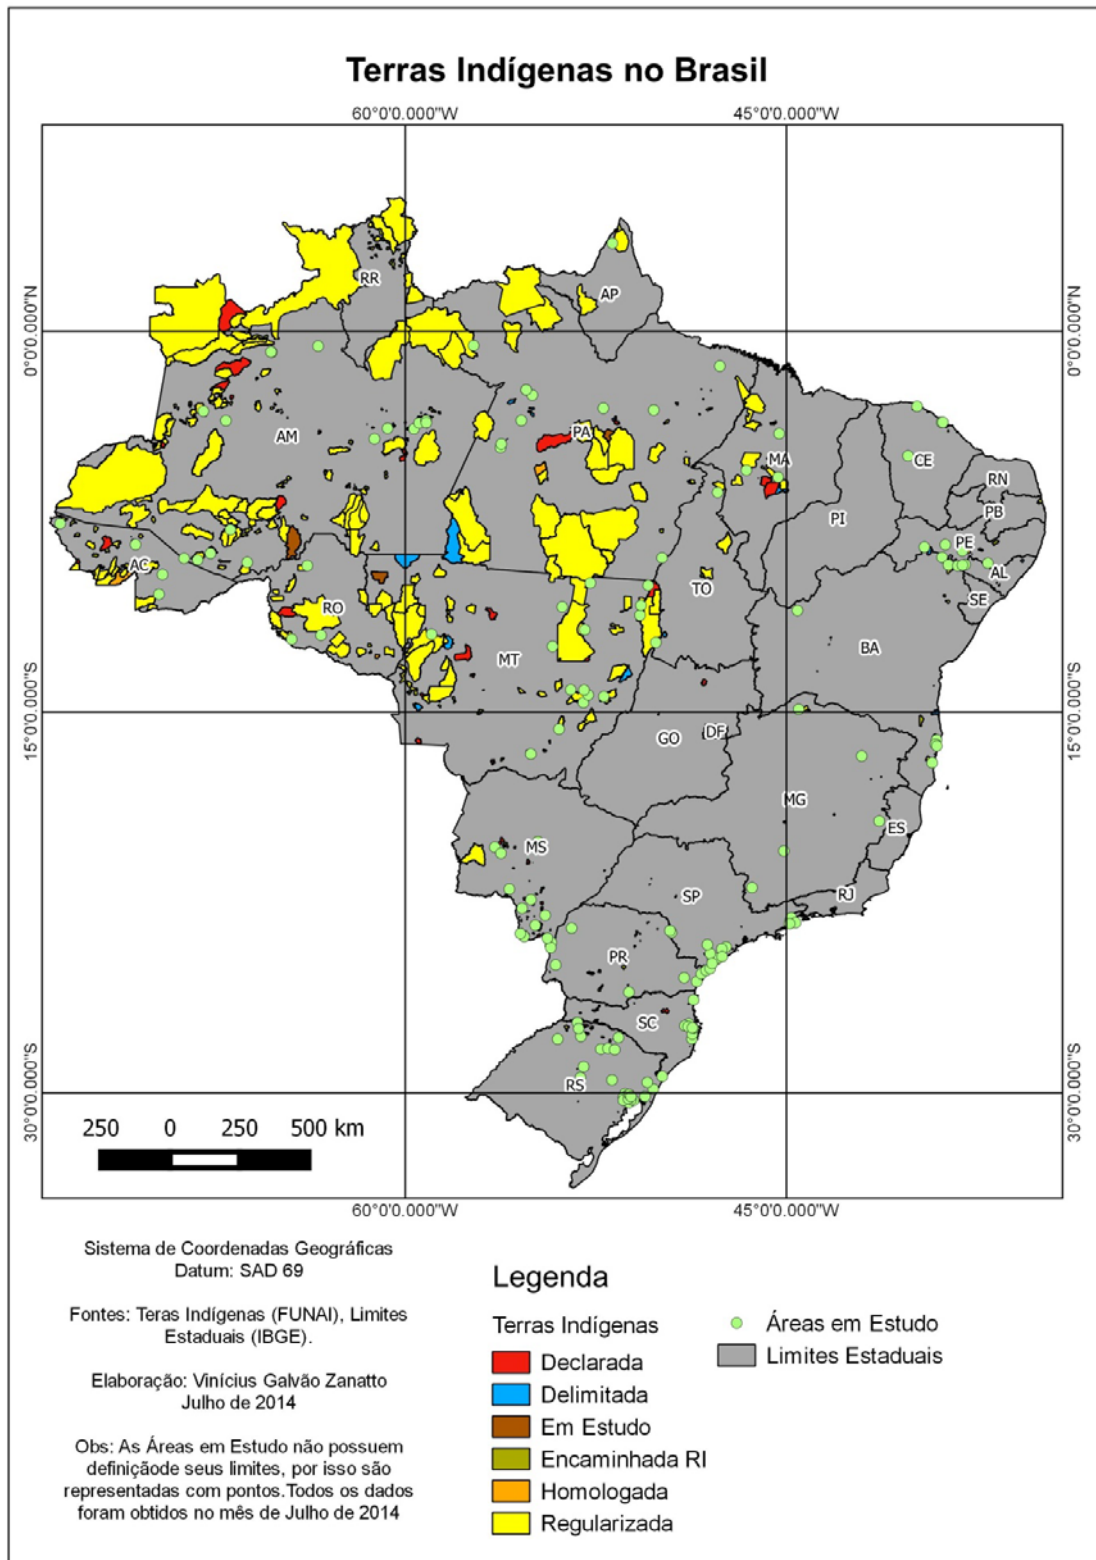 Terras Indígenas no Brasil
60°0'0.000"W
45°0'0.000"W
0°0'0.000"N
0°0'0.000"N
RR
AP
AM
PA
MA
CE
RN
PB
PI
PE
AL
SE
AC
RO
TO
BA
MT
15°0'0.000"S
15°0'0.000"S
GO
DF
MG
ES
MS
SP
RJ
PR
SC
RS
30°0'0.000"S
30°0'0.000"S
250 0 250 500 km
60°0'0.000"W
45°0'0.000"W
Sistema de Coordenadas Geográficas
Datum: SAD 69
Fontes: Teras Indígenas (FUNAI), Limites
Estaduais (IBGE).
Elaboração: Vinícius Galvão Zanatto
Julho de 2014
Obs: As Áreas em Estudo não possuem
definiçãode seus limites, por isso são
representadas com pontos.Todos os dados
foram obtidos no mês de Julho de 2014
Legenda
Terras Indígenas
Declarada
Delimitada
Em Estudo
Encaminhada RI
Homologada
Regularizada
Áreas em Estudo
Limites Estaduais